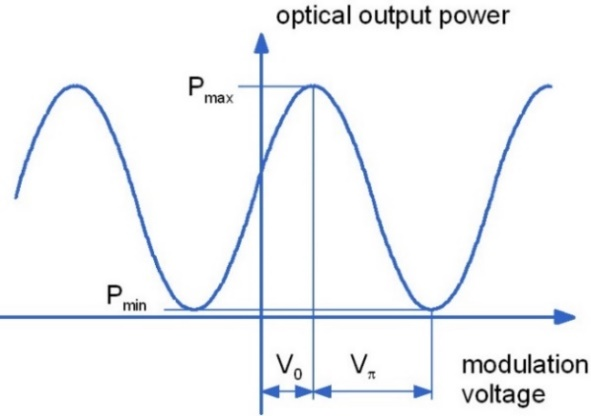 optical output power
Pmax
Pmin
V0 Vπ
modulation
voltage